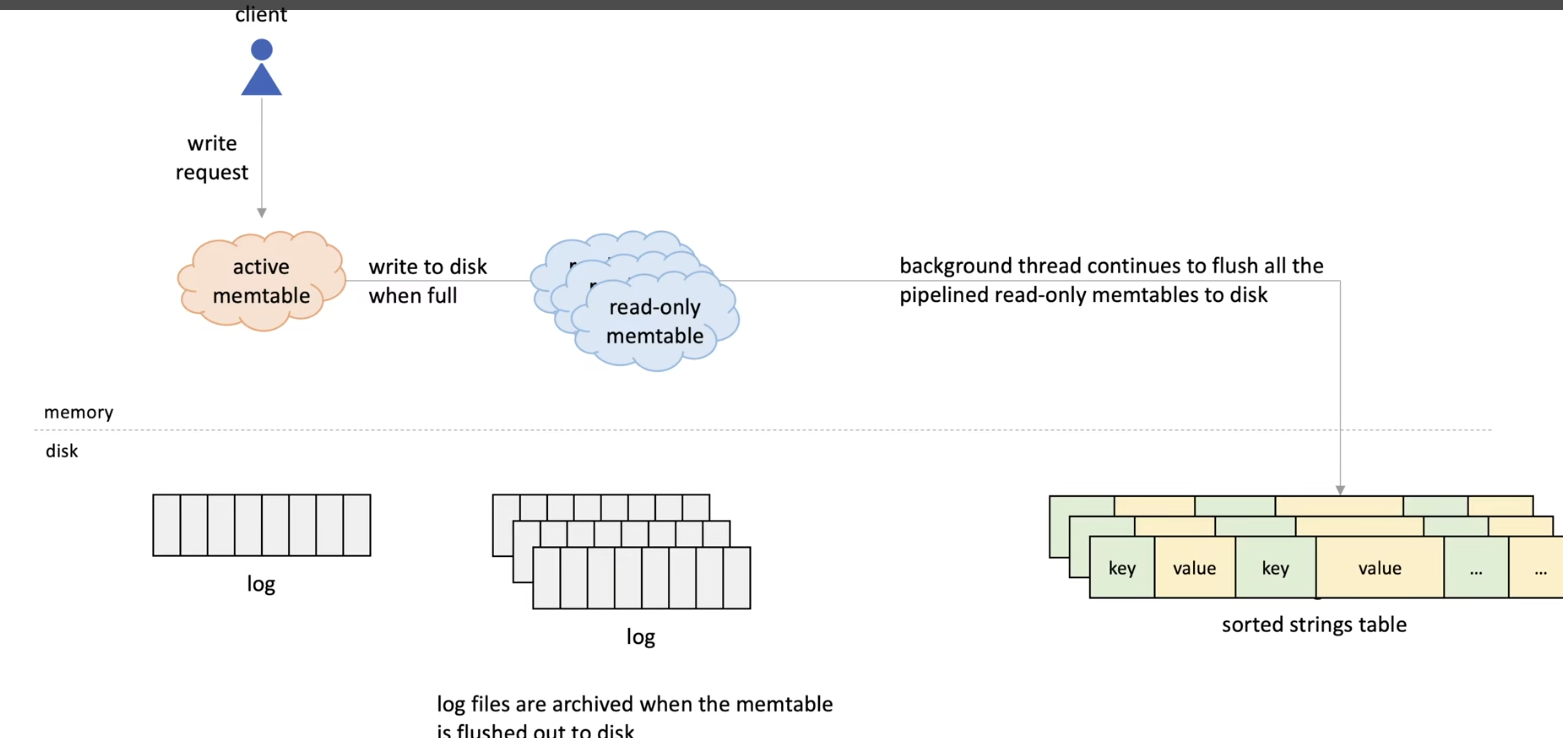 client
write
request
active
memtable
write to disk
when full
read-only
memtable
background thread continues to flush all the
pipelined read-only memtables to disk
memory
disk
log
log
key
value
key
value
...
...
sorted strings table
log files are archived when the memtable
is flushed out to disk